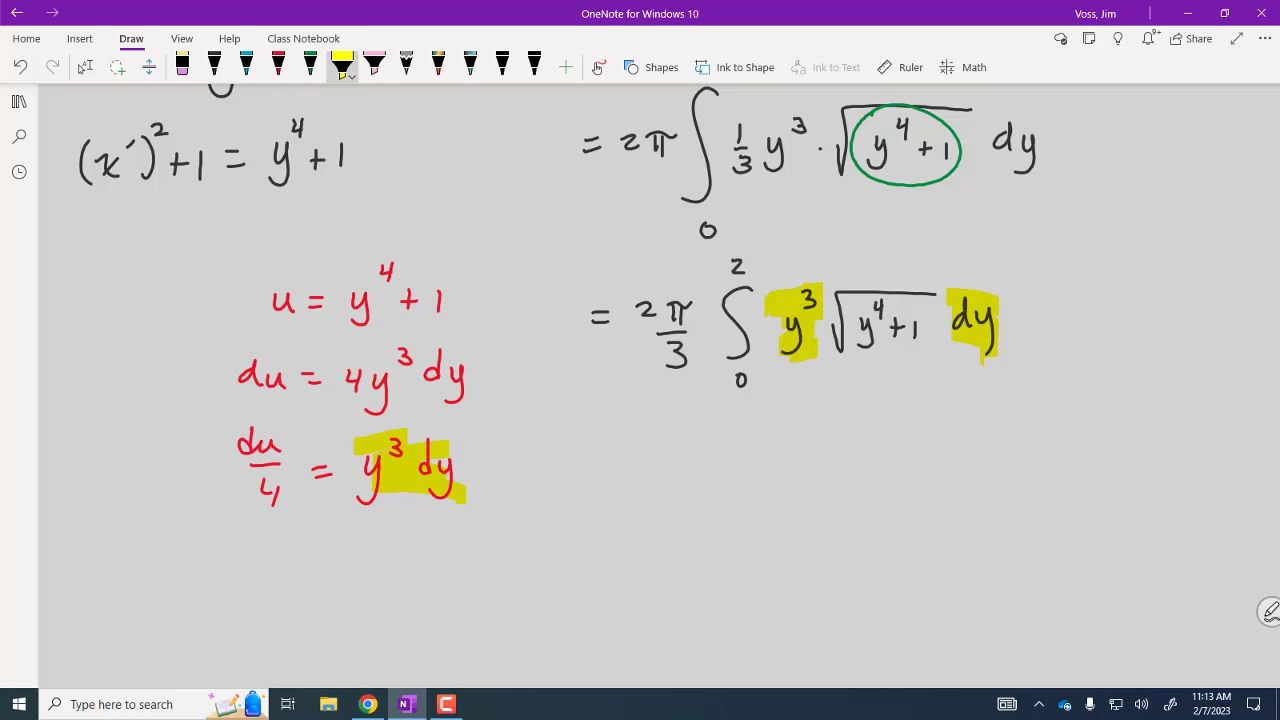 OneNote for Windows 10
Voss, Jim
Home Insert Draw View Help Class Notebook
Share
Shapes Ink to Shape Ink to Text Ruler Math
(x')² + 1 = y⁴ + 1
= 2π ∫₀ 1/3 y³ · √(y⁴ + 1) dy
u = y⁴ + 1
du = 4y³ dy
du/4 = y³ dy
= 2π/3 ∫₀² y³ √(y⁴ + 1) dy
Type here to search
11:13 AM
2/7/2023